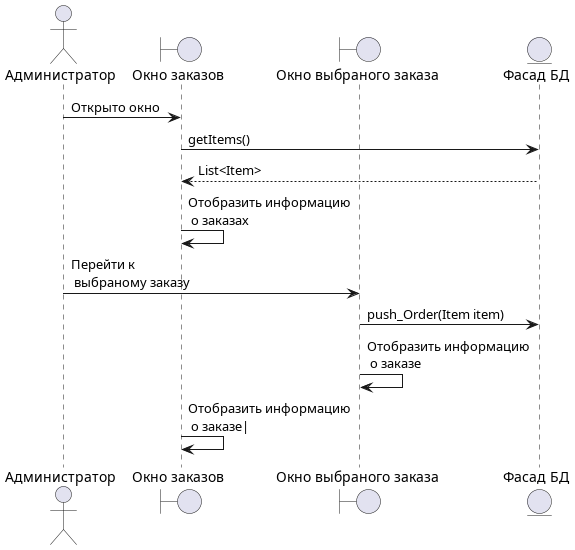 Администратор
Окно заказов
Окно выбраного заказа
Фасад БД
Открыто окно
getItems()
List<Item>
Отобразить информацию
о заказах
Перейти к
выбраному заказу
push_Order(Item item)
Отобразить информацию
о заказе
Отобразить информацию
о заказе|
Администратор
Окно заказов
Окно выбраного заказа
Фасад БД